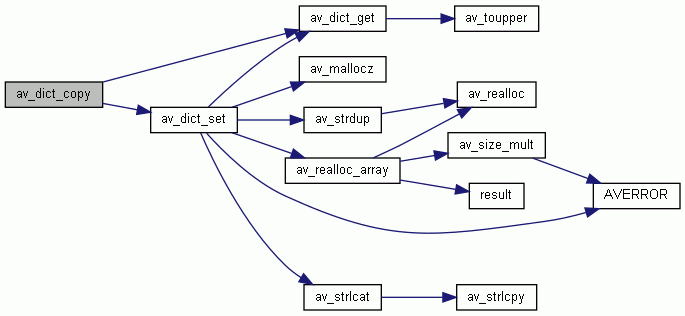 av_dict_get
av_toupper
av_mallocz
av_dict_copy
av_realloc
av_dict_set
av_strdup
av_size_mult
av_realloc_array
result
AVERROR
av_strlcat
av_strlcpy